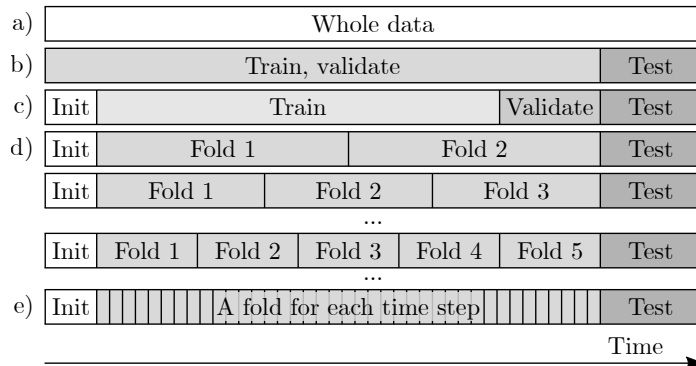 a) Whole data
b) Train, validate Test
c) Init Train Validate Test
d) Init Fold 1 Fold 2 Test
Init Fold 1 Fold 2 Fold 3 Test
...
Init Fold 1 Fold 2 Fold 3 Fold 4 Fold 5 Test
...
e) Init A fold for each time step Test
Time